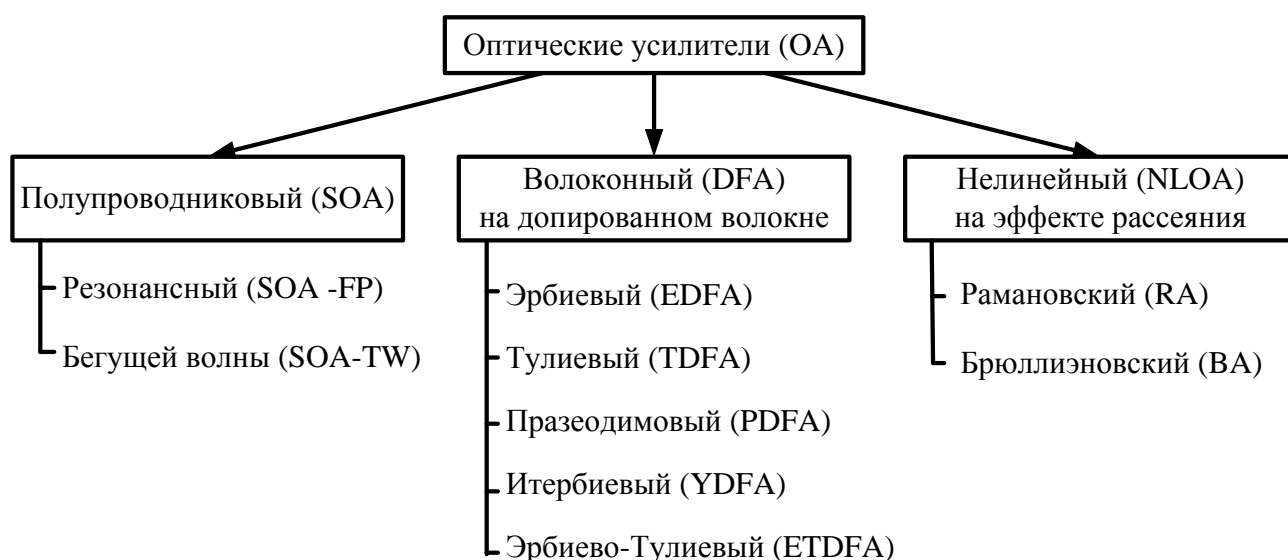 Оптические усилители (ОА)
Полупроводниковый (SOA)
Резонансный (SOA -FP)
Бегущей волны (SOA-TW)
Волоконный (DFA)
на допированном волокне
Эрбиевый (EDFA)
Тулиевый (TDFA)
Празеодимовый (PDFA)
Итербиевый (YDFA)
Эрбиево-Тулиевый (ETDFA)
Нелинейный (NLOA)
на эффекте рассеяния
Рамановский (RA)
Брюллиэновский (BA)